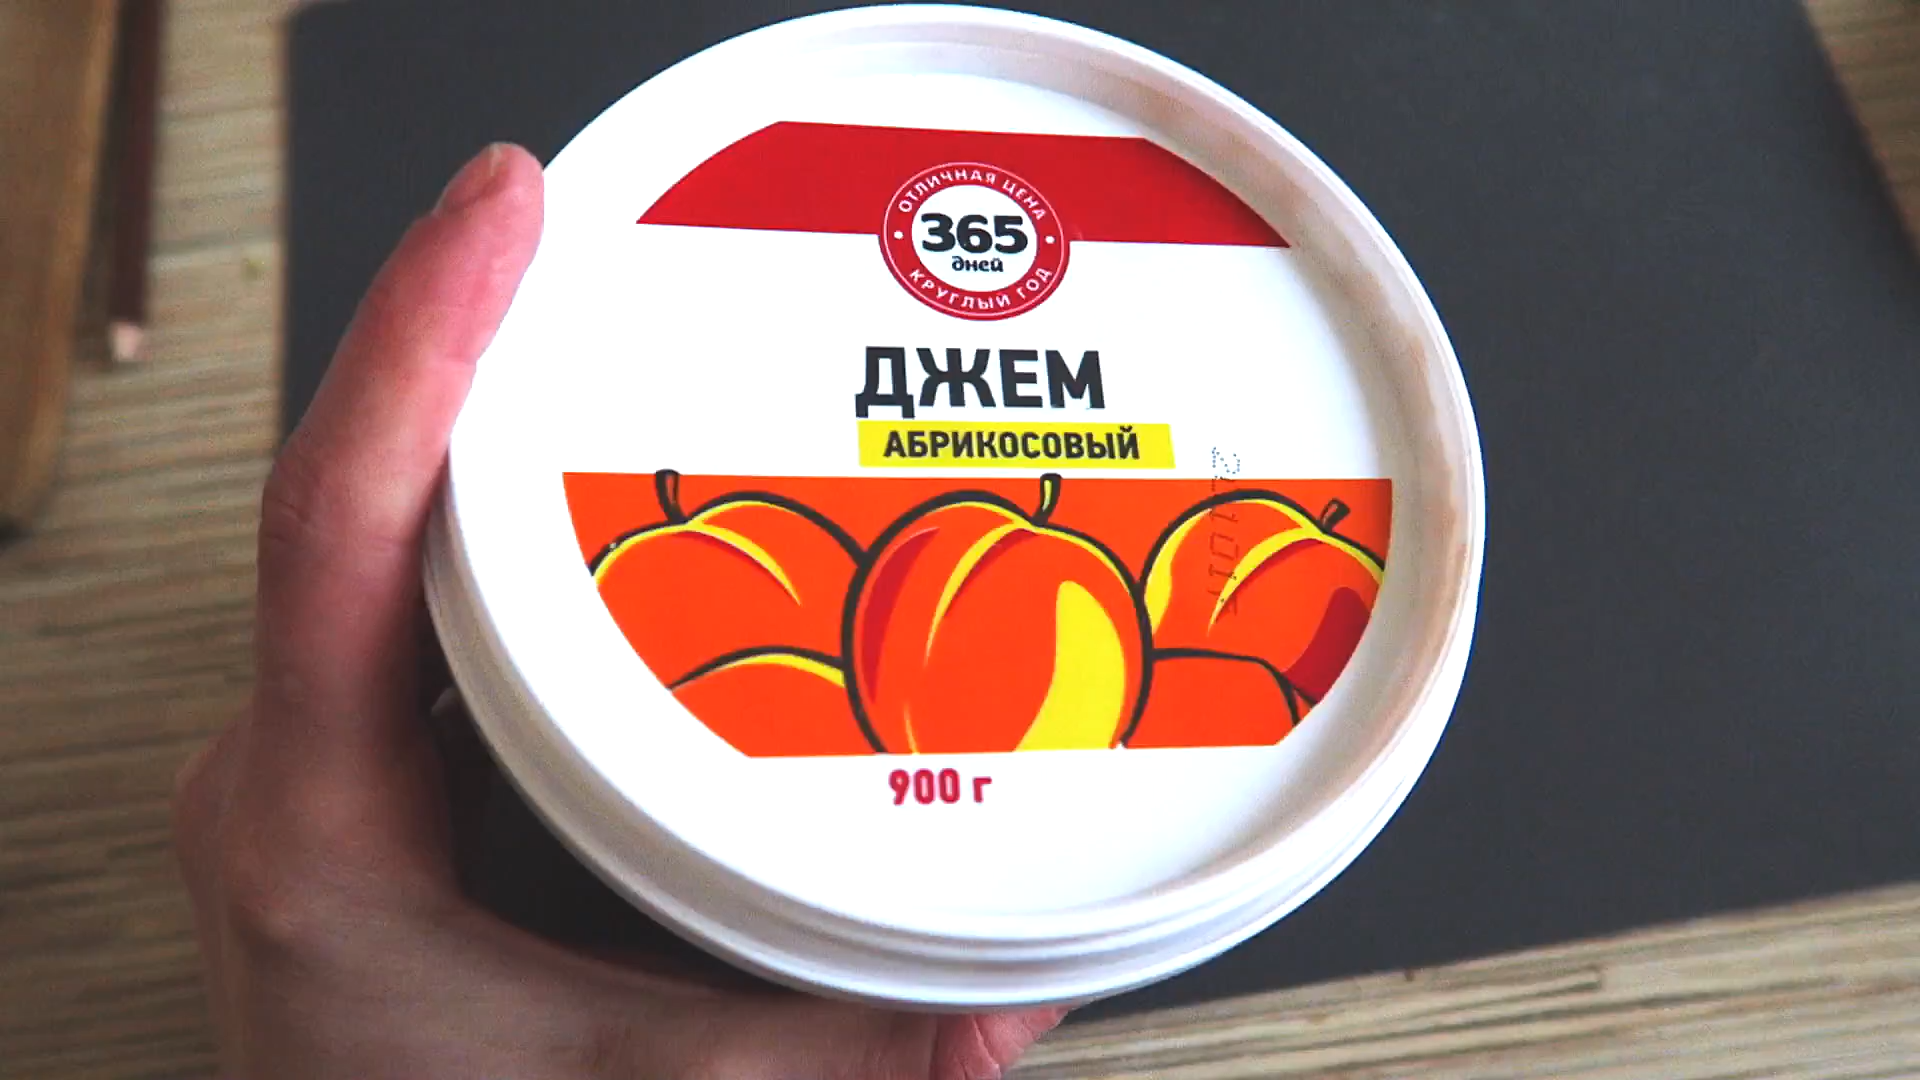 ОТЛИЧНАЯ ЦЕНА
365
дней
КРУГЛЫЙ ГОД
ДЖЕМ
АБРИКОСОВЫЙ
900 г